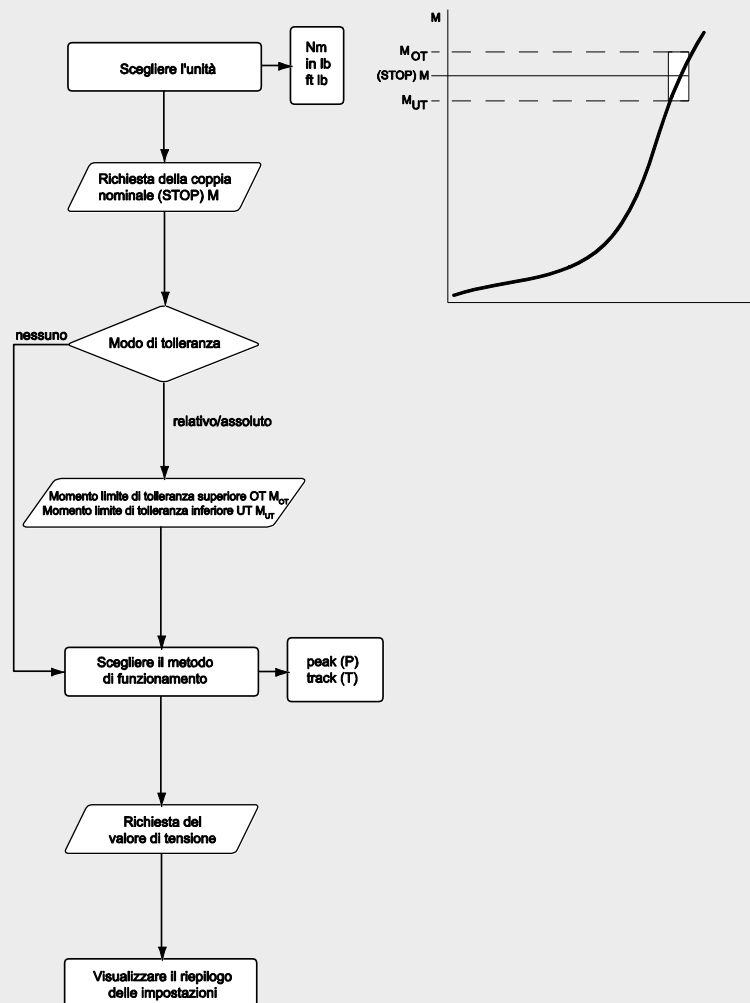 Scegliere l'unità
Nm
in lb
ft lb
Richiesta della coppia
nominale (STOP) M
Modo di tolleranza
nessuno
relativo/assoluto
Momento limite di tolleranza superiore OT M_OT
Momento limite di tolleranza inferiore UT M_UT
Scegliere il metodo
di funzionamento
peak (P)
track (T)
Richiesta del
valore di tensione
Visualizzare il riepilogo
delle impostazioni
M
M_OT
(STOP) M
M_UT